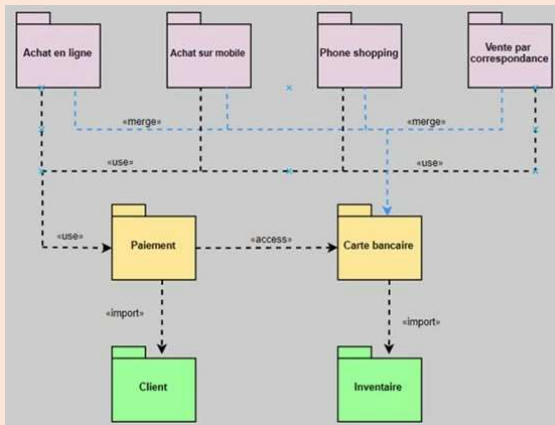 Achat en ligne
Achat sur mobile
Phone shopping
Vente par
correspondance
«merge»
«merge»
«use»
«use»
«use»
Paiement
«access»
Carte bancaire
«import»
«import»
Client
Inventaire